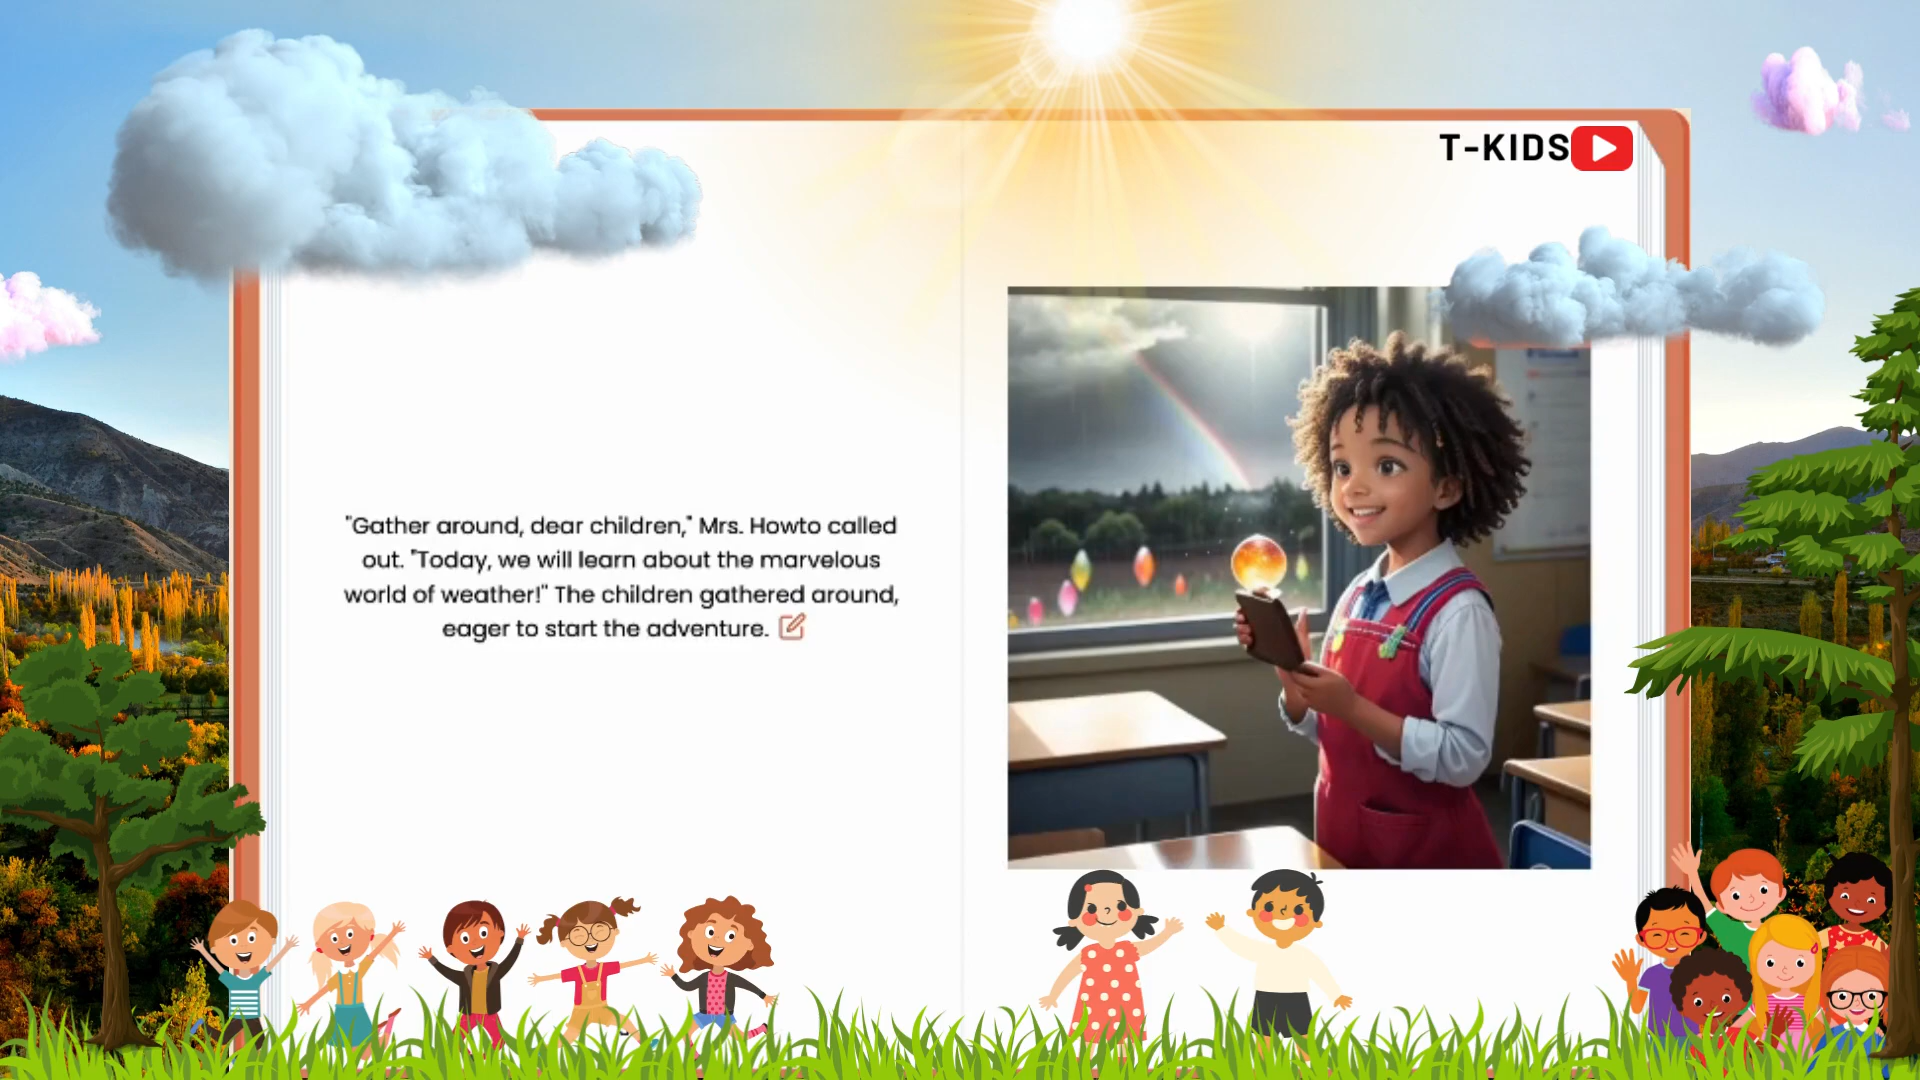 T-KIDS
"Gather around, dear children," Mrs. Howto called
out. "Today, we will learn about the marvelous
world of weather!" The children gathered around,
eager to start the adventure.